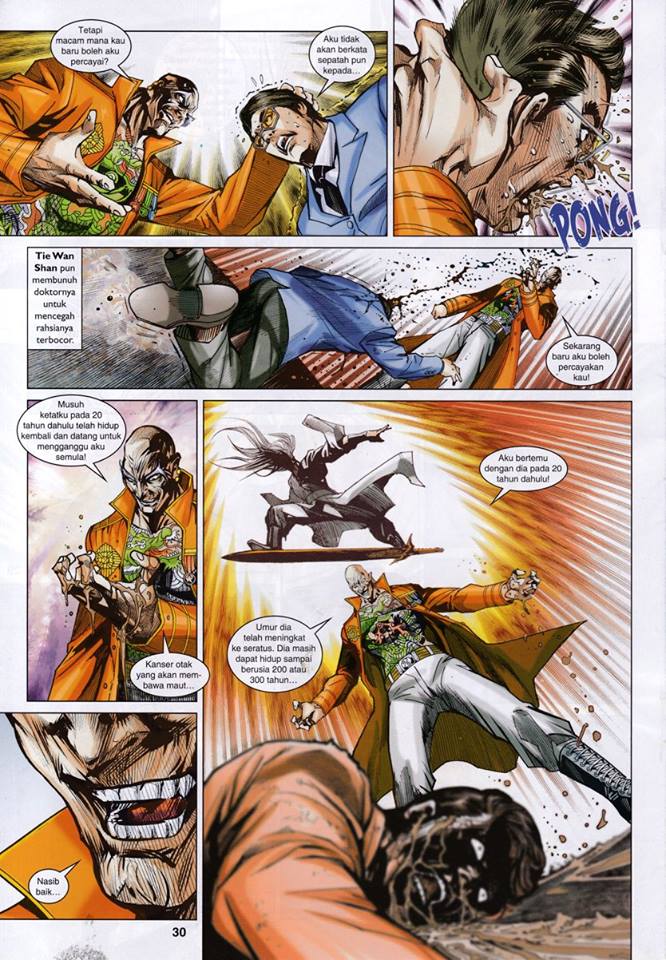 Tetapi
macam mana kau
baru boleh aku
percayai?
Aku tidak
akan berkata
sepatah pun
kepada...
PONG!
Tie Wan
Shan pun
membunuh
doktornya
untuk
mencegah
rahsianya
terbocor.
Sekarang
baru aku boleh
percayakan
kau!
Musuh
ketatku pada 20
tahun dahulu telah hidup
kembali dan datang untuk
mengganggu aku
semula!
Kanser otak
yang akan mem-
bawa maut...
Aku bertemu
dengan dia pada 20
tahun dahulu!
Umur dia
telah meningkat
ke seratus. Dia masih
dapat hidup sampai
berusia 200 atau
300 tahun...
Nasib
baik...
30